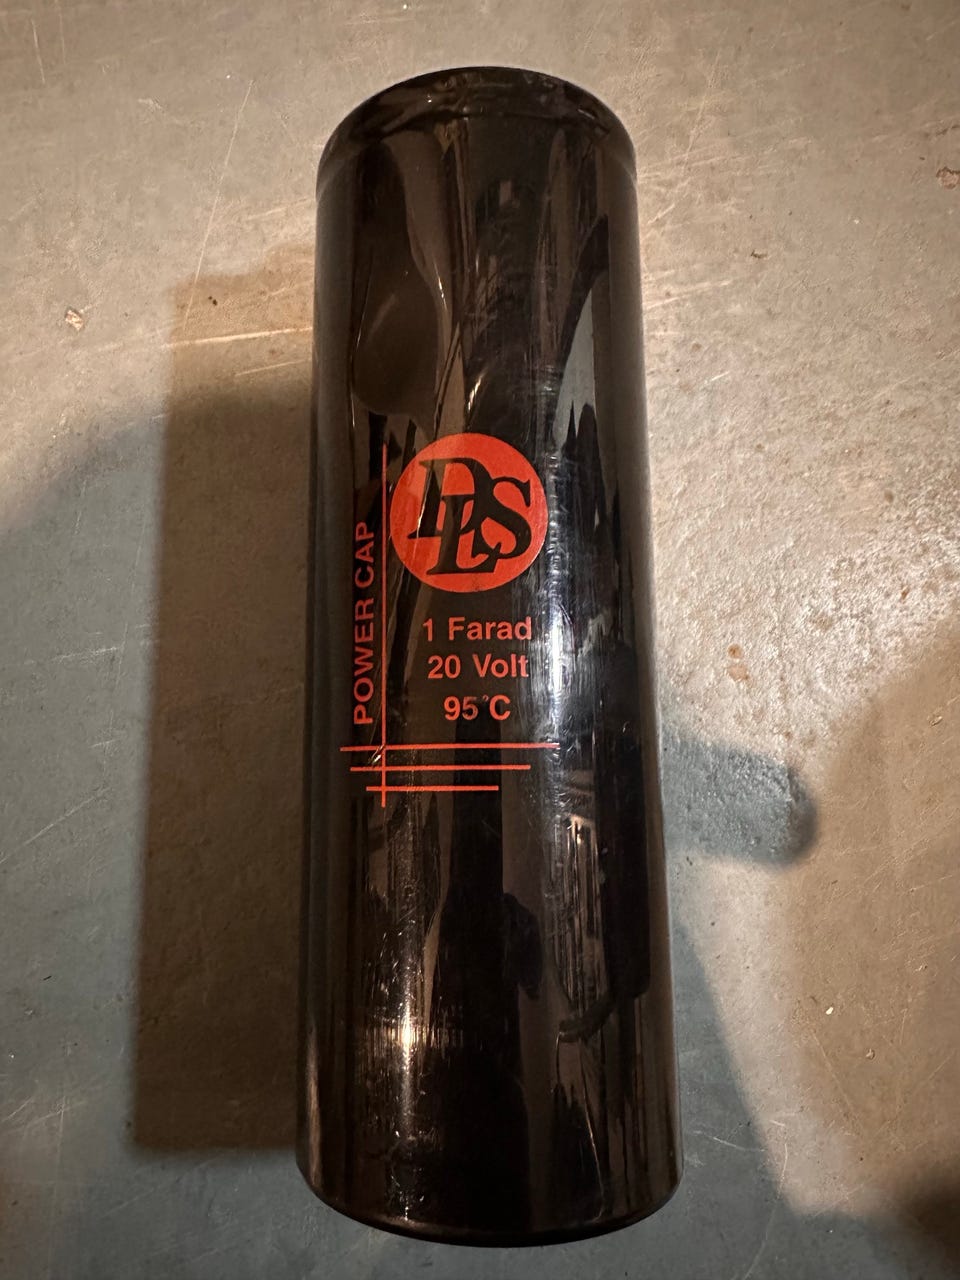 DLS
POWER CAP
1 Farad
20 Volt
95°C